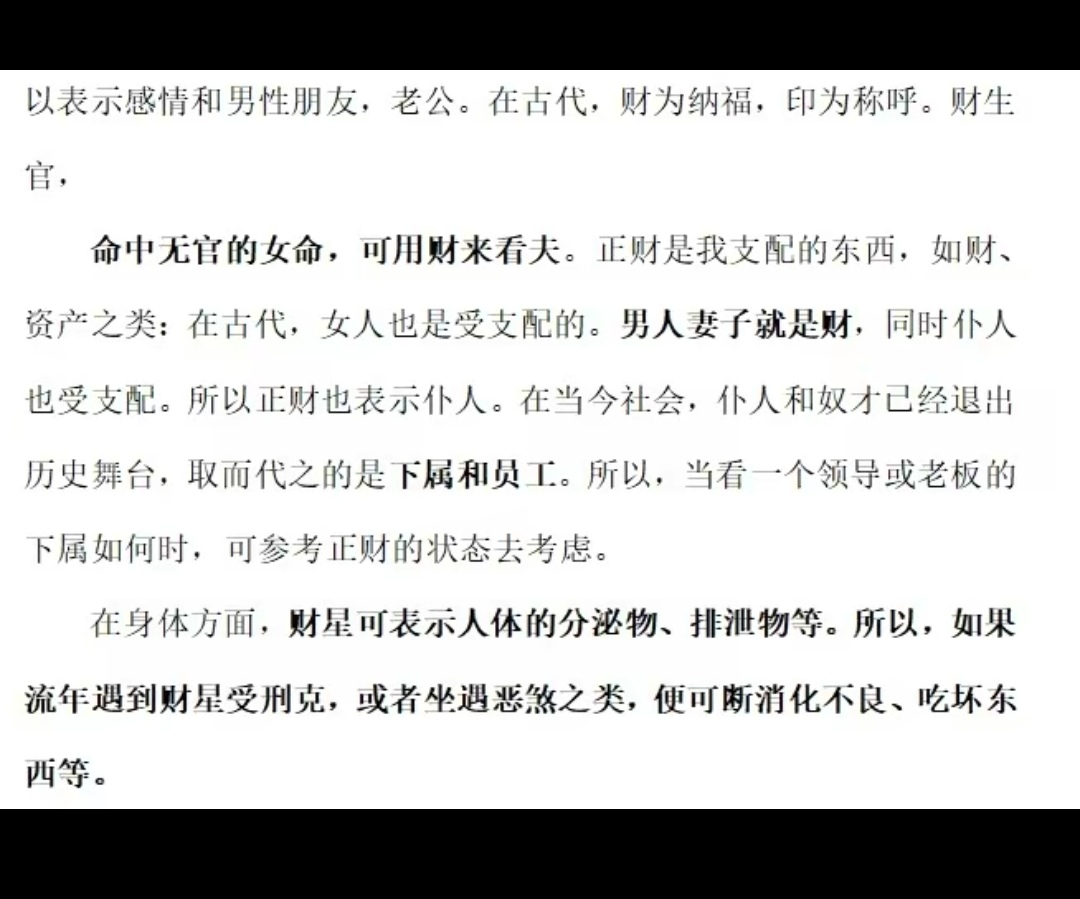 以表示感情和男性朋友，老公。在古代，财为纳福，印为称呼。财生
官，
命中无官的女命，可用财来看夫。正财是我支配的东西，如财、
资产之类：在古代，女人也是受支配的。男人妻子就是财，同时仆人
也受支配。所以正财也表示仆人。在当今社会，仆人和奴才已经退出
历史舞台，取而代之的是下属和员工。所以，当看一个领导或老板的
下属如何时，可参考正财的状态去考虑。
在身体方面，财星可表示人体的分泌物、排泄物等。所以，如果
流年遇到财星受刑克，或者坐遇恶煞之类，便可断消化不良、吃坏东
西等。